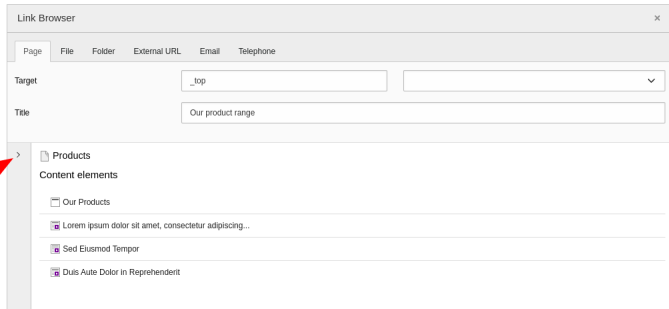 Link Browser
Page File Folder External URL Email Telephone
Target _top
Title Our product range
Products
Content elements
Our Products
Lorem ipsum dolor sit amet, consectetur adipiscing...
Sed Eiusmod Tempor
Duis Aute Dolor in Reprehenderit